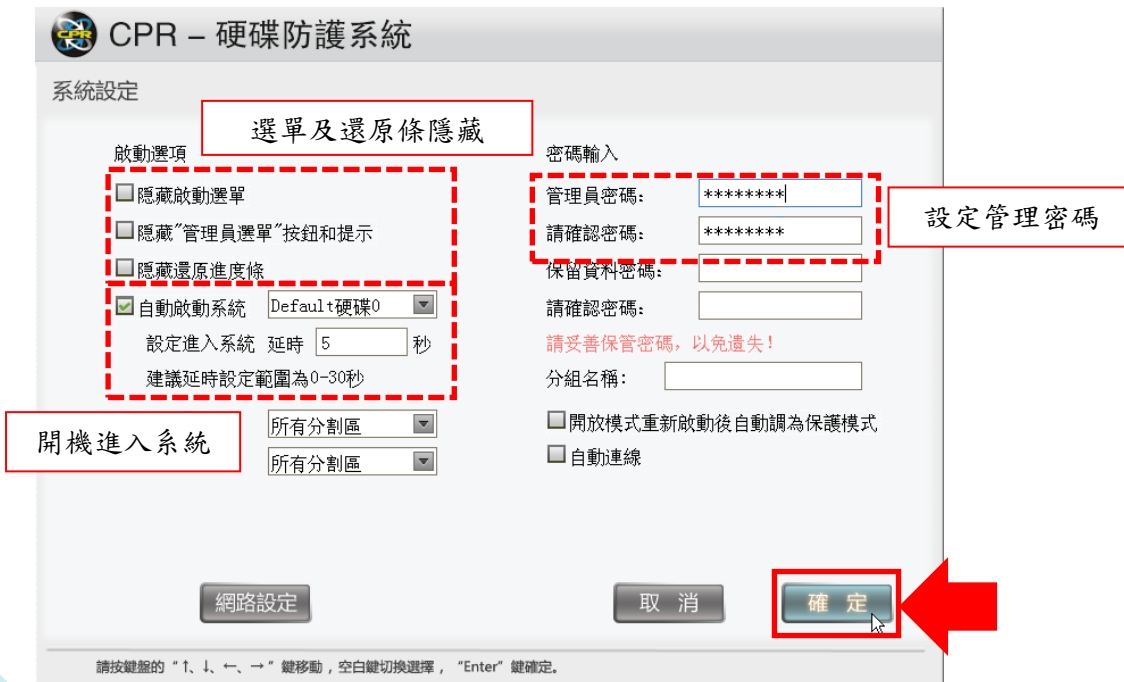 CPR – 硬碟防護系統
系統設定
選單及還原條隱藏
啟動選項
隱藏啟動選單
隱藏"管理員選單"按鈕和提示
隱藏還原進度條
自動啟動系統 Default硬碟0
設定進入系統 延時 5 秒
建議延時設定範圍為0-30秒
開機進入系統
所有分割區
所有分割區
密碼輸入
管理員密碼: ********
請確認密碼: ********
設定管理密碼
保留資料密碼:
請確認密碼:
請妥善保管密碼，以免遺失!
分組名稱:
開放模式重新啟動後自動調為保護模式
自動連線
網路設定
取 消
確 定
CPR
請按鍵盤的 "↑、↓、←、→" 鍵移動，空白鍵切換選擇， "Enter" 鍵確定。